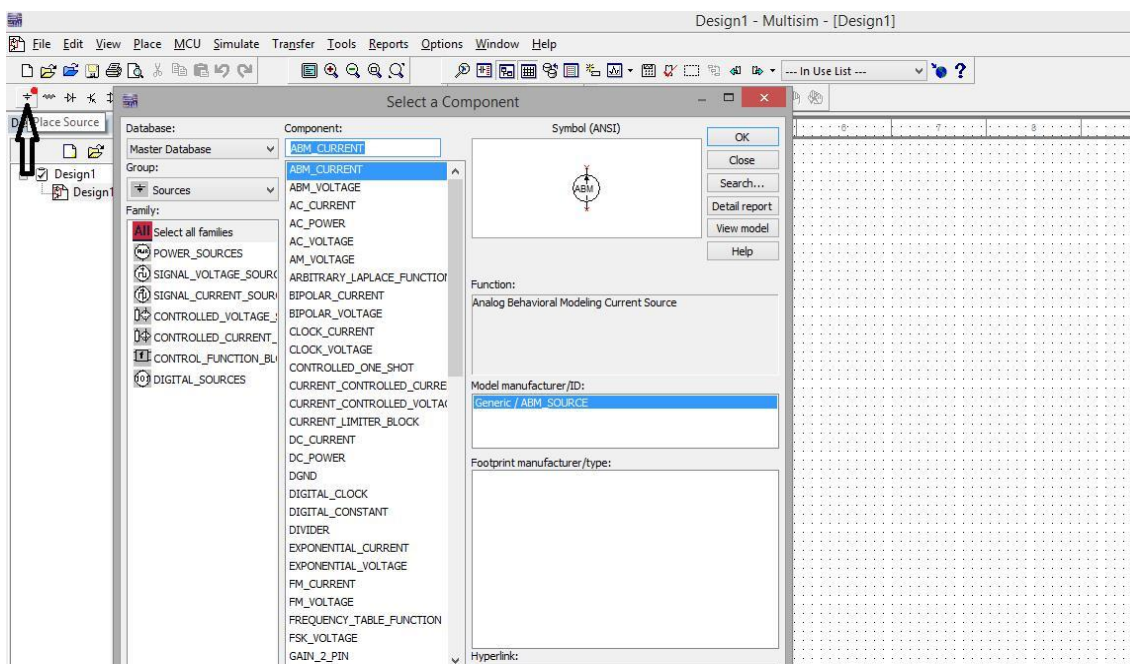 Design1 - Multisim - [Design1]
File Edit View Place MCU Simulate Transfer Tools Reports Options Window Help
--- In Use List ---
Place Source
Select a Component
Design1
Design1
Database:
Master Database
Group:
Sources
Family:
All Select all families
POWER_SOURCES
SIGNAL_VOLTAGE_SOUR(
SIGNAL_CURRENT_SOUR
CONTROLLED_VOLTAGE_
CONTROLLED_CURRENT_
CONTROL_FUNCTION_BL
DIGITAL_SOURCES
Component:
ABM_CURRENT
ABM_CURRENT
ABM_VOLTAGE
AC_CURRENT
AC_POWER
AC_VOLTAGE
AM_VOLTAGE
ARBITRARY_LAPLACE_FUNCTION
BIPOLAR_CURRENT
BIPOLAR_VOLTAGE
CLOCK_CURRENT
CLOCK_VOLTAGE
CONTROLLED_ONE_SHOT
CURRENT_CONTROLLED_CURRE
CURRENT_CONTROLLED_VOLTA
CURRENT_LIMITER_BLOCK
DC_CURRENT
DC_POWER
DGND
DIGITAL_CLOCK
DIGITAL_CONSTANT
DIVIDER
EXPONENTIAL_CURRENT
EXPONENTIAL_VOLTAGE
FM_CURRENT
FM_VOLTAGE
FREQUENCY_TABLE_FUNCTION
FSK_VOLTAGE
GAIN_2_PIN
Symbol (ANSI)
ABM
Function:
Analog Behavioral Modeling Current Source
Model manufacturer/ID:
Generic / ABM_SOURCE
Footprint manufacturer/type:
Hyperlink:
OK
Close
Search...
Detail report
View model
Help
6 7 8